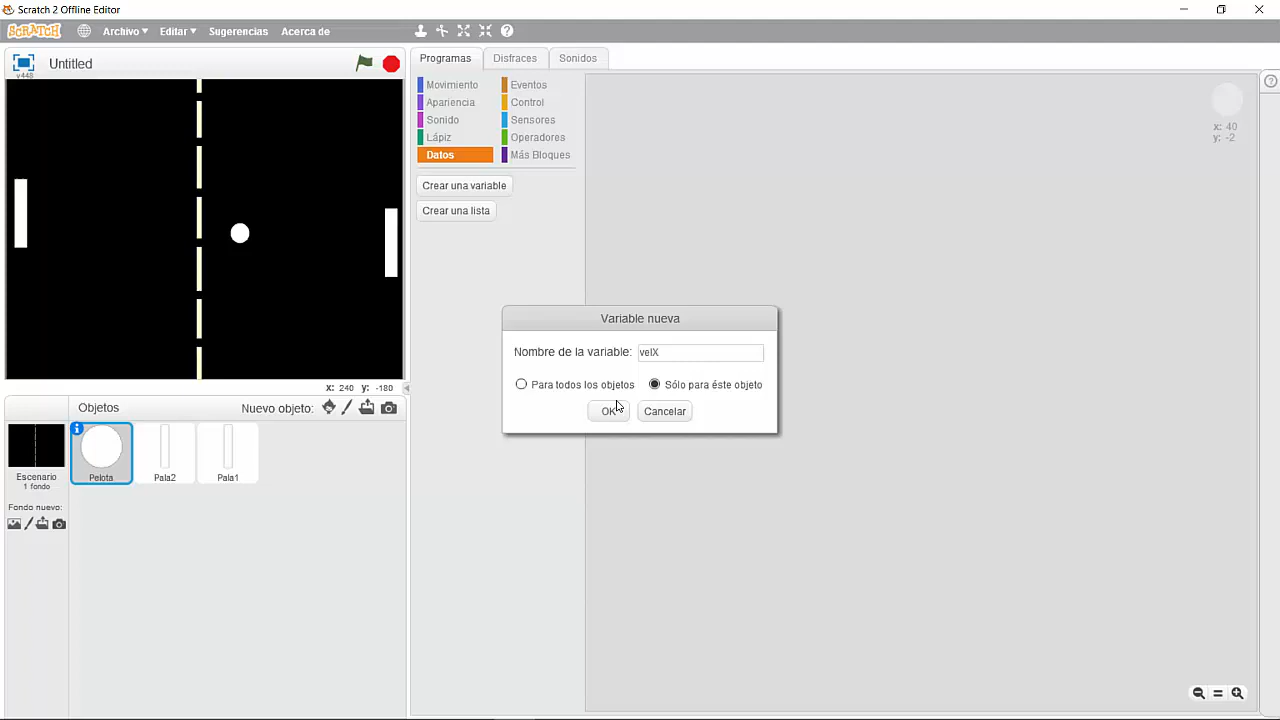 Scratch 2 Offline Editor
SCRATCH Archivo Editar Sugerencias Acerca de
v448 Untitled
Programas Disfraces Sonidos
Movimiento Eventos
Apariencia Control
Sonido Sensores
Lápiz Operadores
Datos Más Bloques
Crear una variable
Crear una lista
x: 40
y: -2
Variable nueva
Nombre de la variable: velX
Para todos los objetos Sólo para éste objeto
OK Cancelar
x: 240 y: -180
Objetos Nuevo objeto:
Escenario
1 fondo
Pelota Pala2 Pala1
Fondo nuevo: